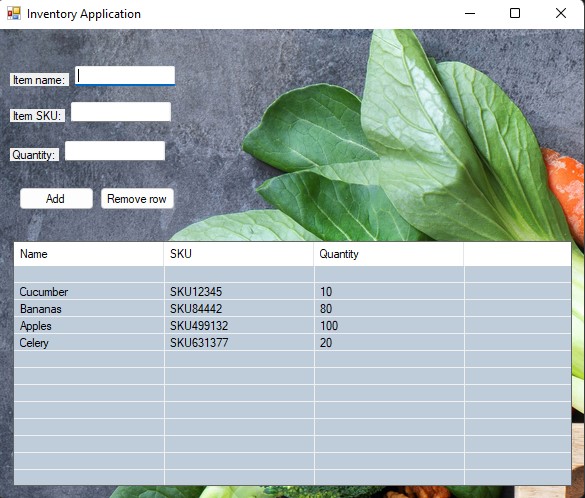 Inventory Application
Item name:
Item SKU:
Quantity:
Add Remove row
Name SKU Quantity
Cucumber SKU12345 10
Bananas SKU84442 80
Apples SKU499132 100
Celery SKU631377 20